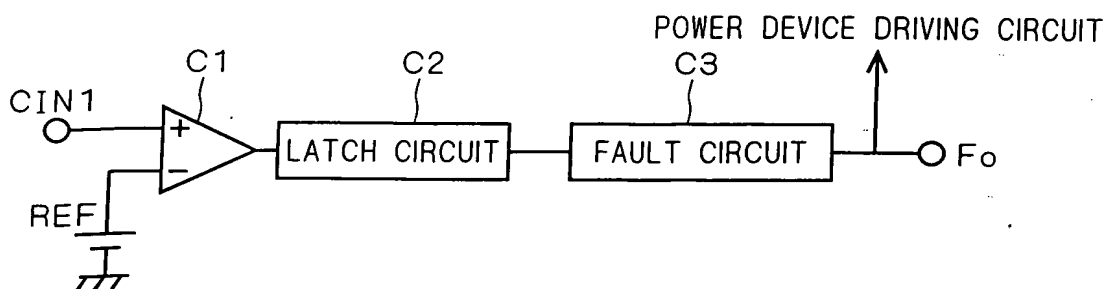 POWER DEVICE DRIVING CIRCUIT
C1
C2
C3
CIN1
+
LATCH CIRCUIT
FAULT CIRCUIT
Fo
−
REF